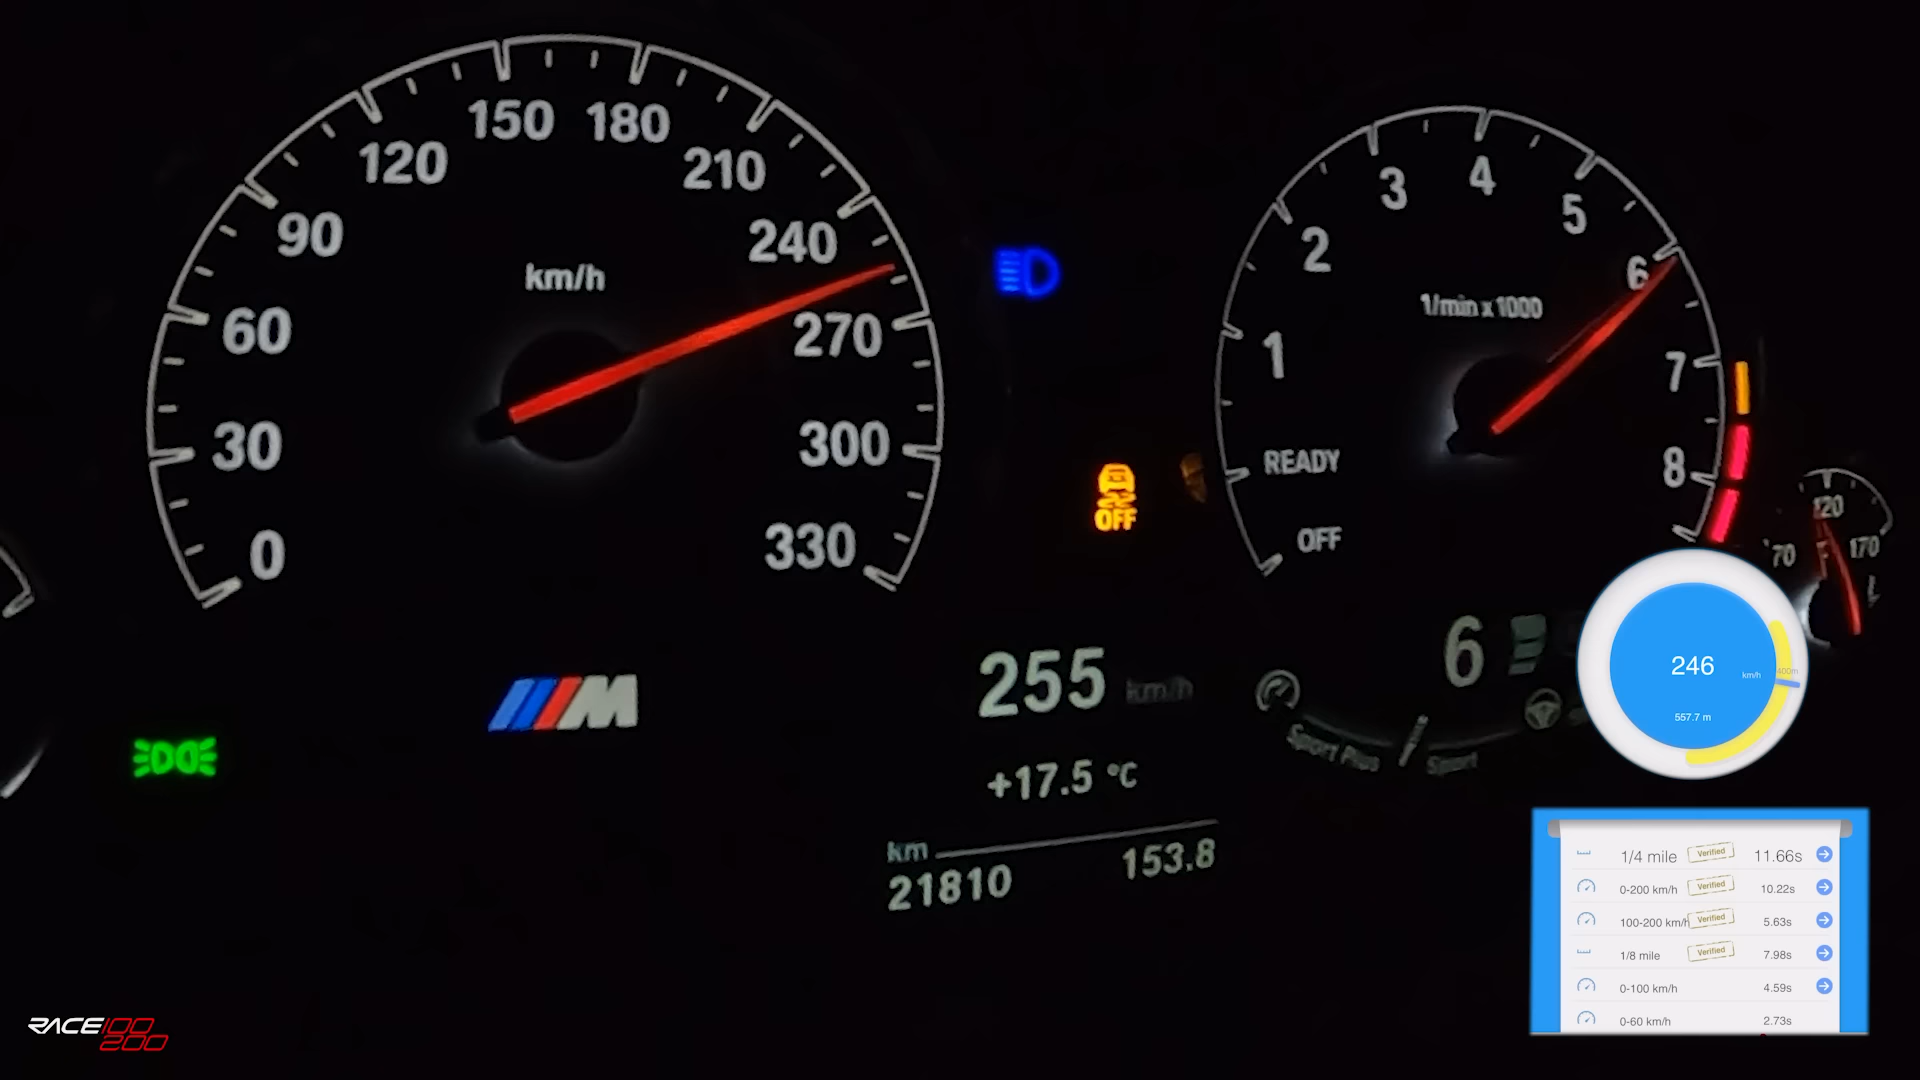 150 180
120 210
90 240
km/h
60 270
30 300
0 330
M
3 4
2 5
6
1/min x 1000
1 7
READY 8
OFF
OFF
120
70 170
255 km/h
6
Sport Plus Sport
+17.5 °C
km
21810 153.8
246
km/h
400m
557.7 m
1/4 mile Verified 11.66s
0-200 km/h Verified 10.22s
100-200 km/h Verified 5.63s
1/8 mile Verified 7.98s
0-100 km/h 4.59s
0-60 km/h 2.73s
RACE100
200